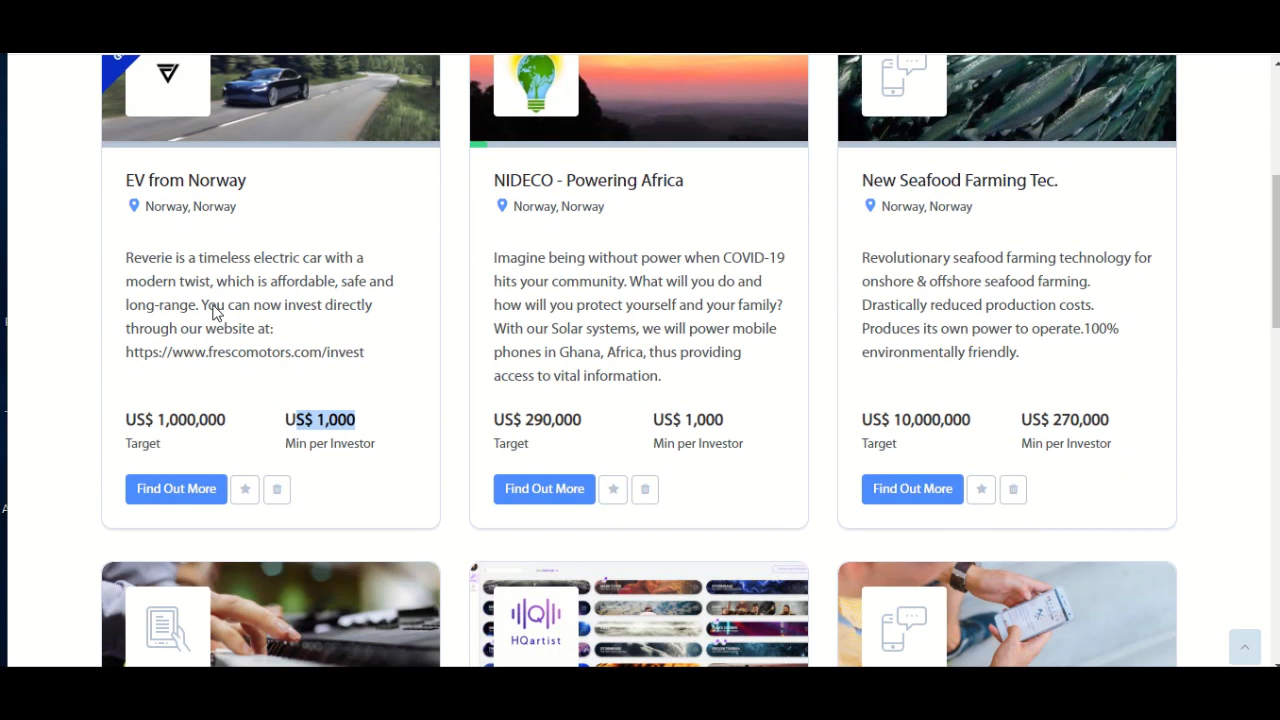 EV from Norway
Norway, Norway
Reverie is a timeless electric car with a
modern twist, which is affordable, safe and
long-range. You can now invest directly
through our website at:
https://www.frescomotors.com/invest
US$ 1,000,000
US$ 1,000
Target
Min per Investor
Find Out More
NIDECO - Powering Africa
Norway, Norway
Imagine being without power when COVID-19
hits your community. What will you do and
how will you protect yourself and your family?
With our Solar systems, we will power mobile
phones in Ghana, Africa, thus providing
access to vital information.
US$ 290,000
US$ 1,000
Target
Min per Investor
Find Out More
New Seafood Farming Tec.
Norway, Norway
Revolutionary seafood farming technology for
onshore & offshore seafood farming.
Drastically reduced production costs.
Produces its own power to operate.100%
environmentally friendly.
US$ 10,000,000
US$ 270,000
Target
Min per Investor
Find Out More
HQartist